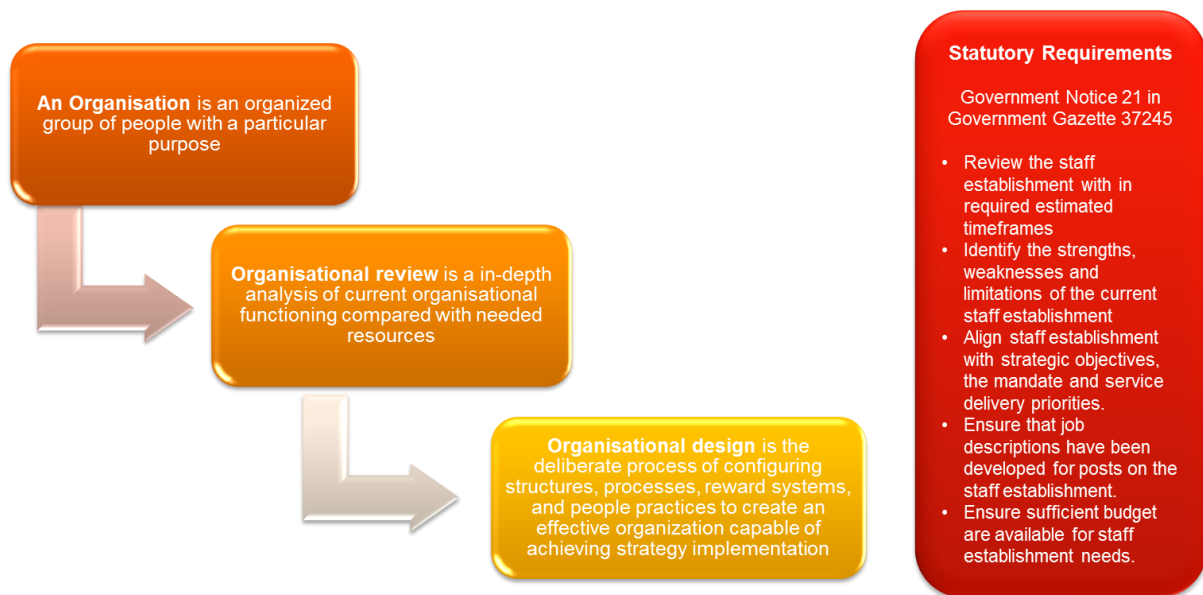 An Organisation is an organized
group of people with a particular
purpose
Organisational review is a in-depth
analysis of current organisational
functioning compared with needed
resources
Organisational design is the
deliberate process of configuring
structures, processes, reward systems,
and people practices to create an
effective organization capable of
achieving strategy implementation
Statutory Requirements
Government Notice 21 in
Government Gazette 37245
• Review the staff
establishment with in
required estimated
timeframes
• Identify the strengths,
weaknesses and
limitations of the current
staff establishment
• Align staff establishment
with strategic objectives,
the mandate and service
delivery priorities.
• Ensure that job
descriptions have been
developed for posts on the
staff establishment.
• Ensure sufficient budget
are available for staff
establishment needs.